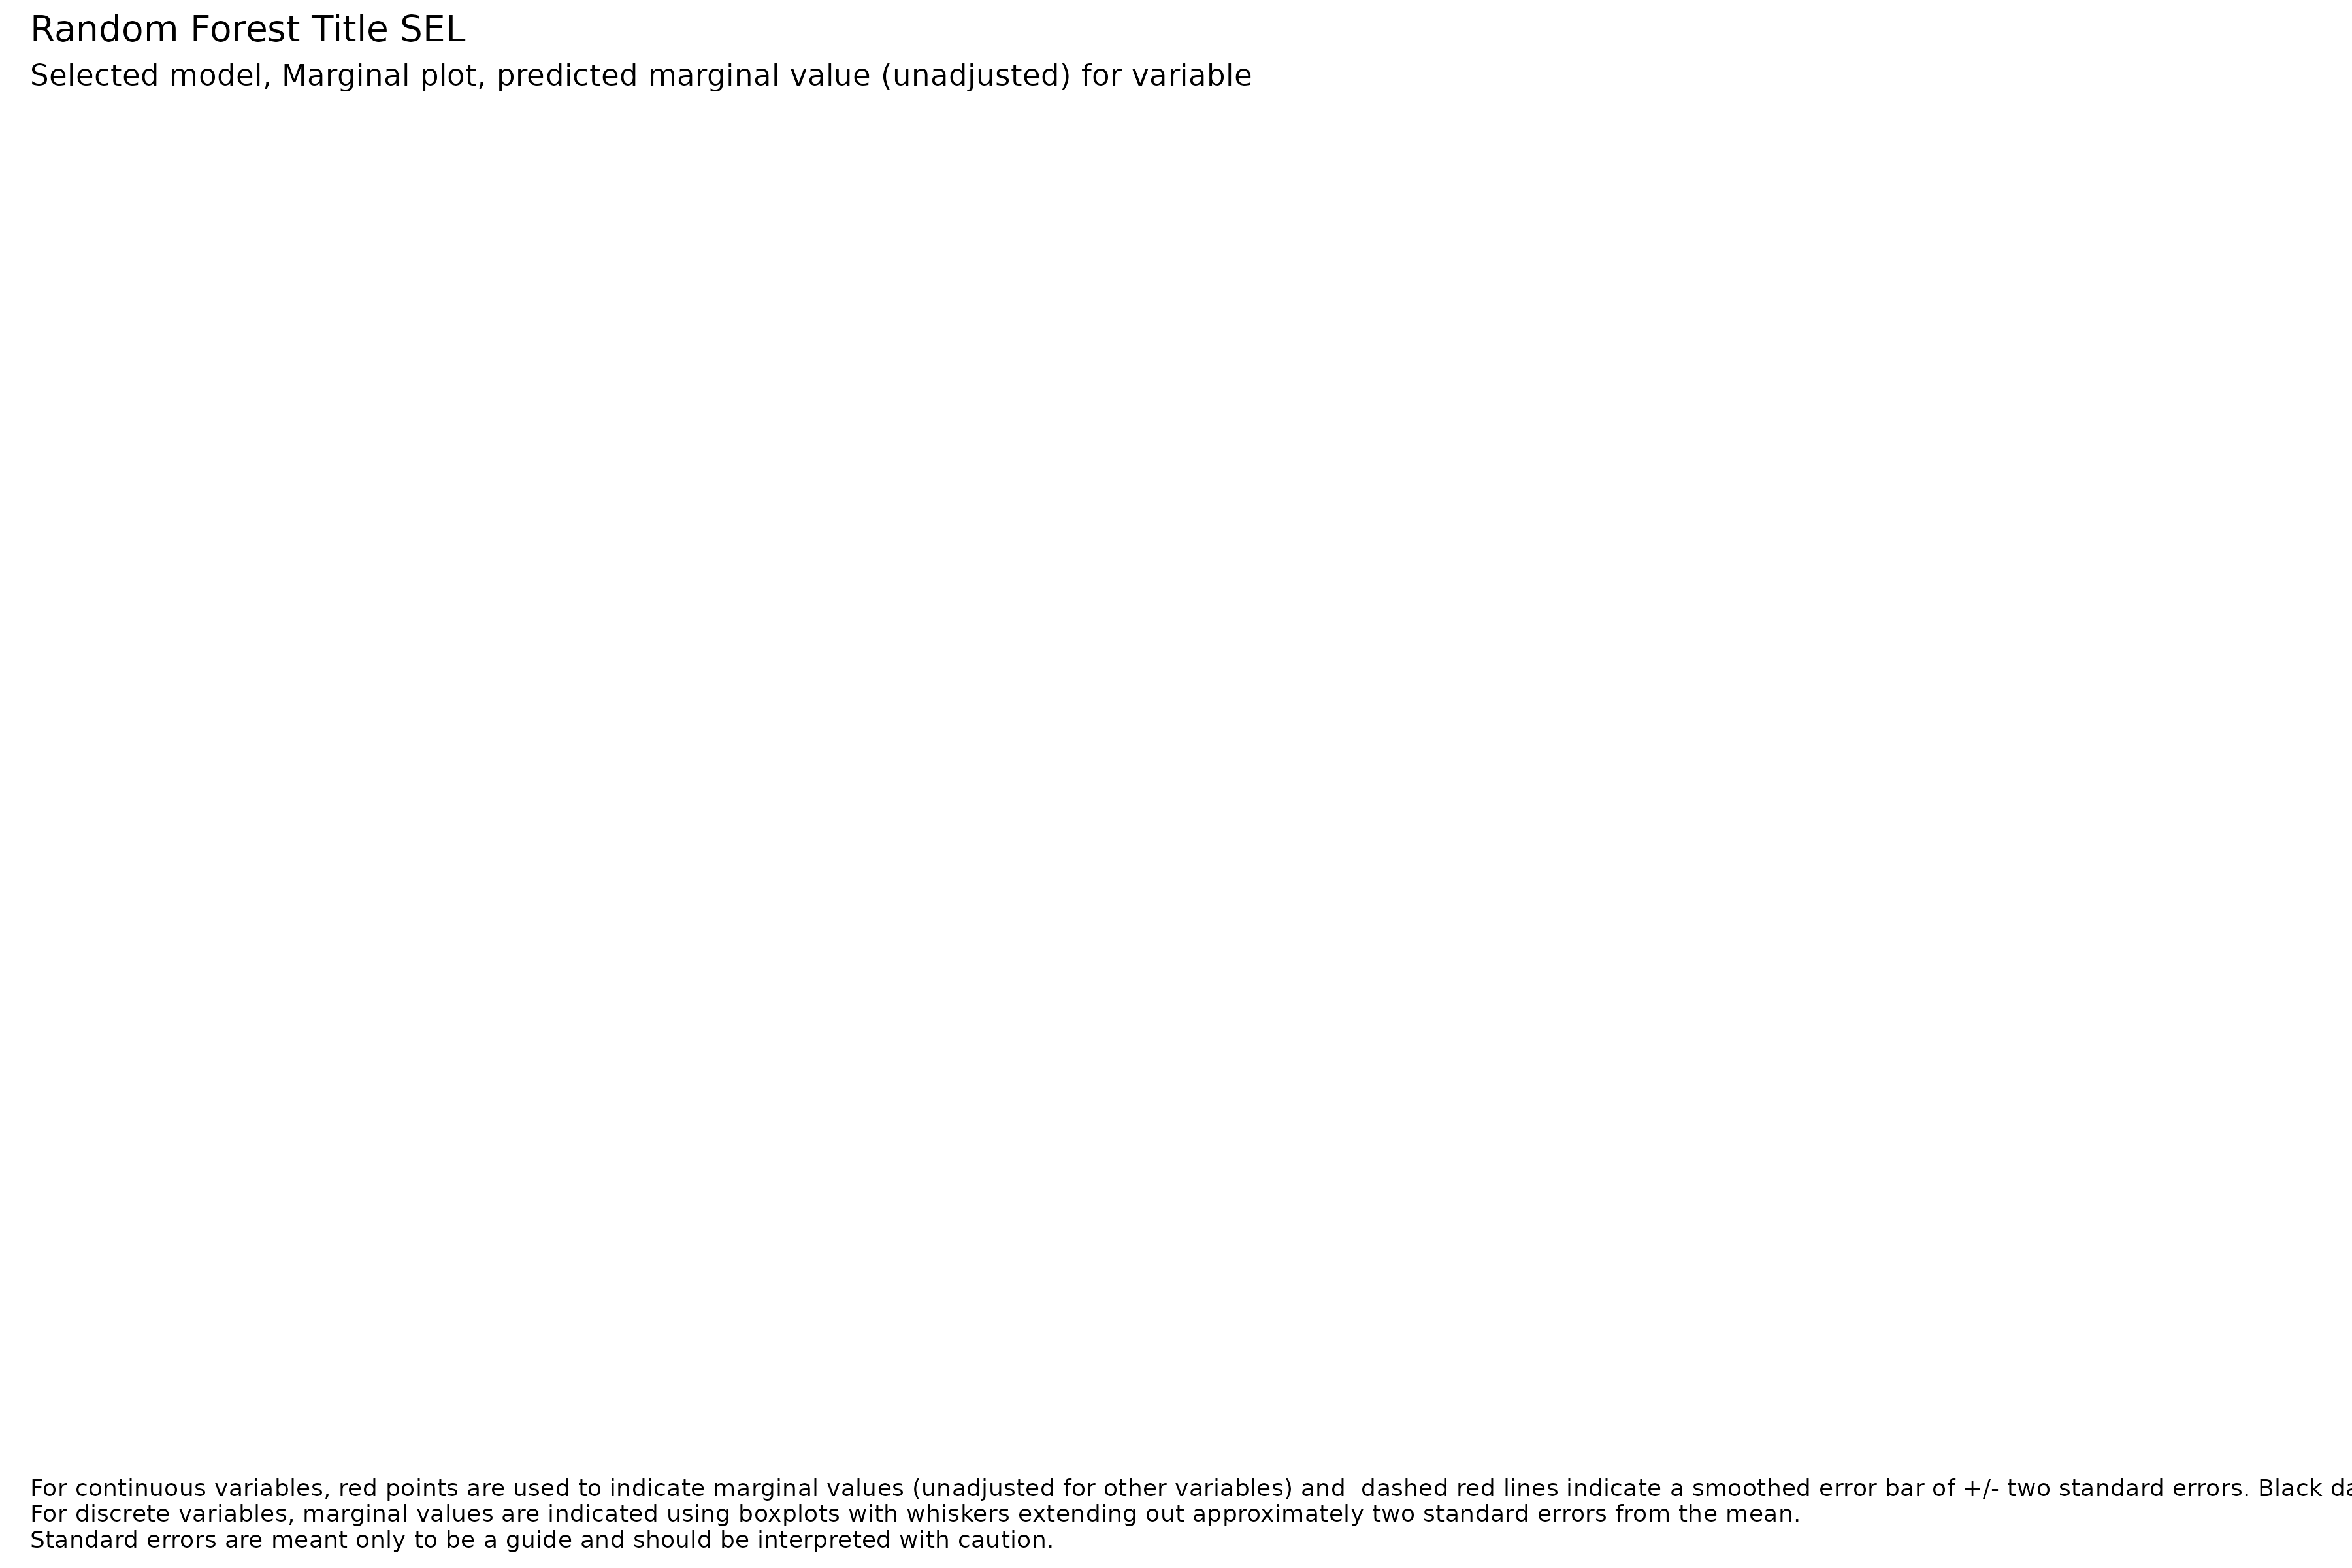 Random Forest Title SEL
Selected model, Marginal plot, predicted marginal value (unadjusted) for variable
For continuous variables, red points are used to indicate marginal values (unadjusted for other variables) and  dashed red lines indicate a smoothed error bar of +/- two standard errors. Black
For discrete variables, marginal values are indicated using boxplots with whiskers extending out approximately two standard errors from the mean.
Standard errors are meant only to be a guide and should be interpreted with caution.